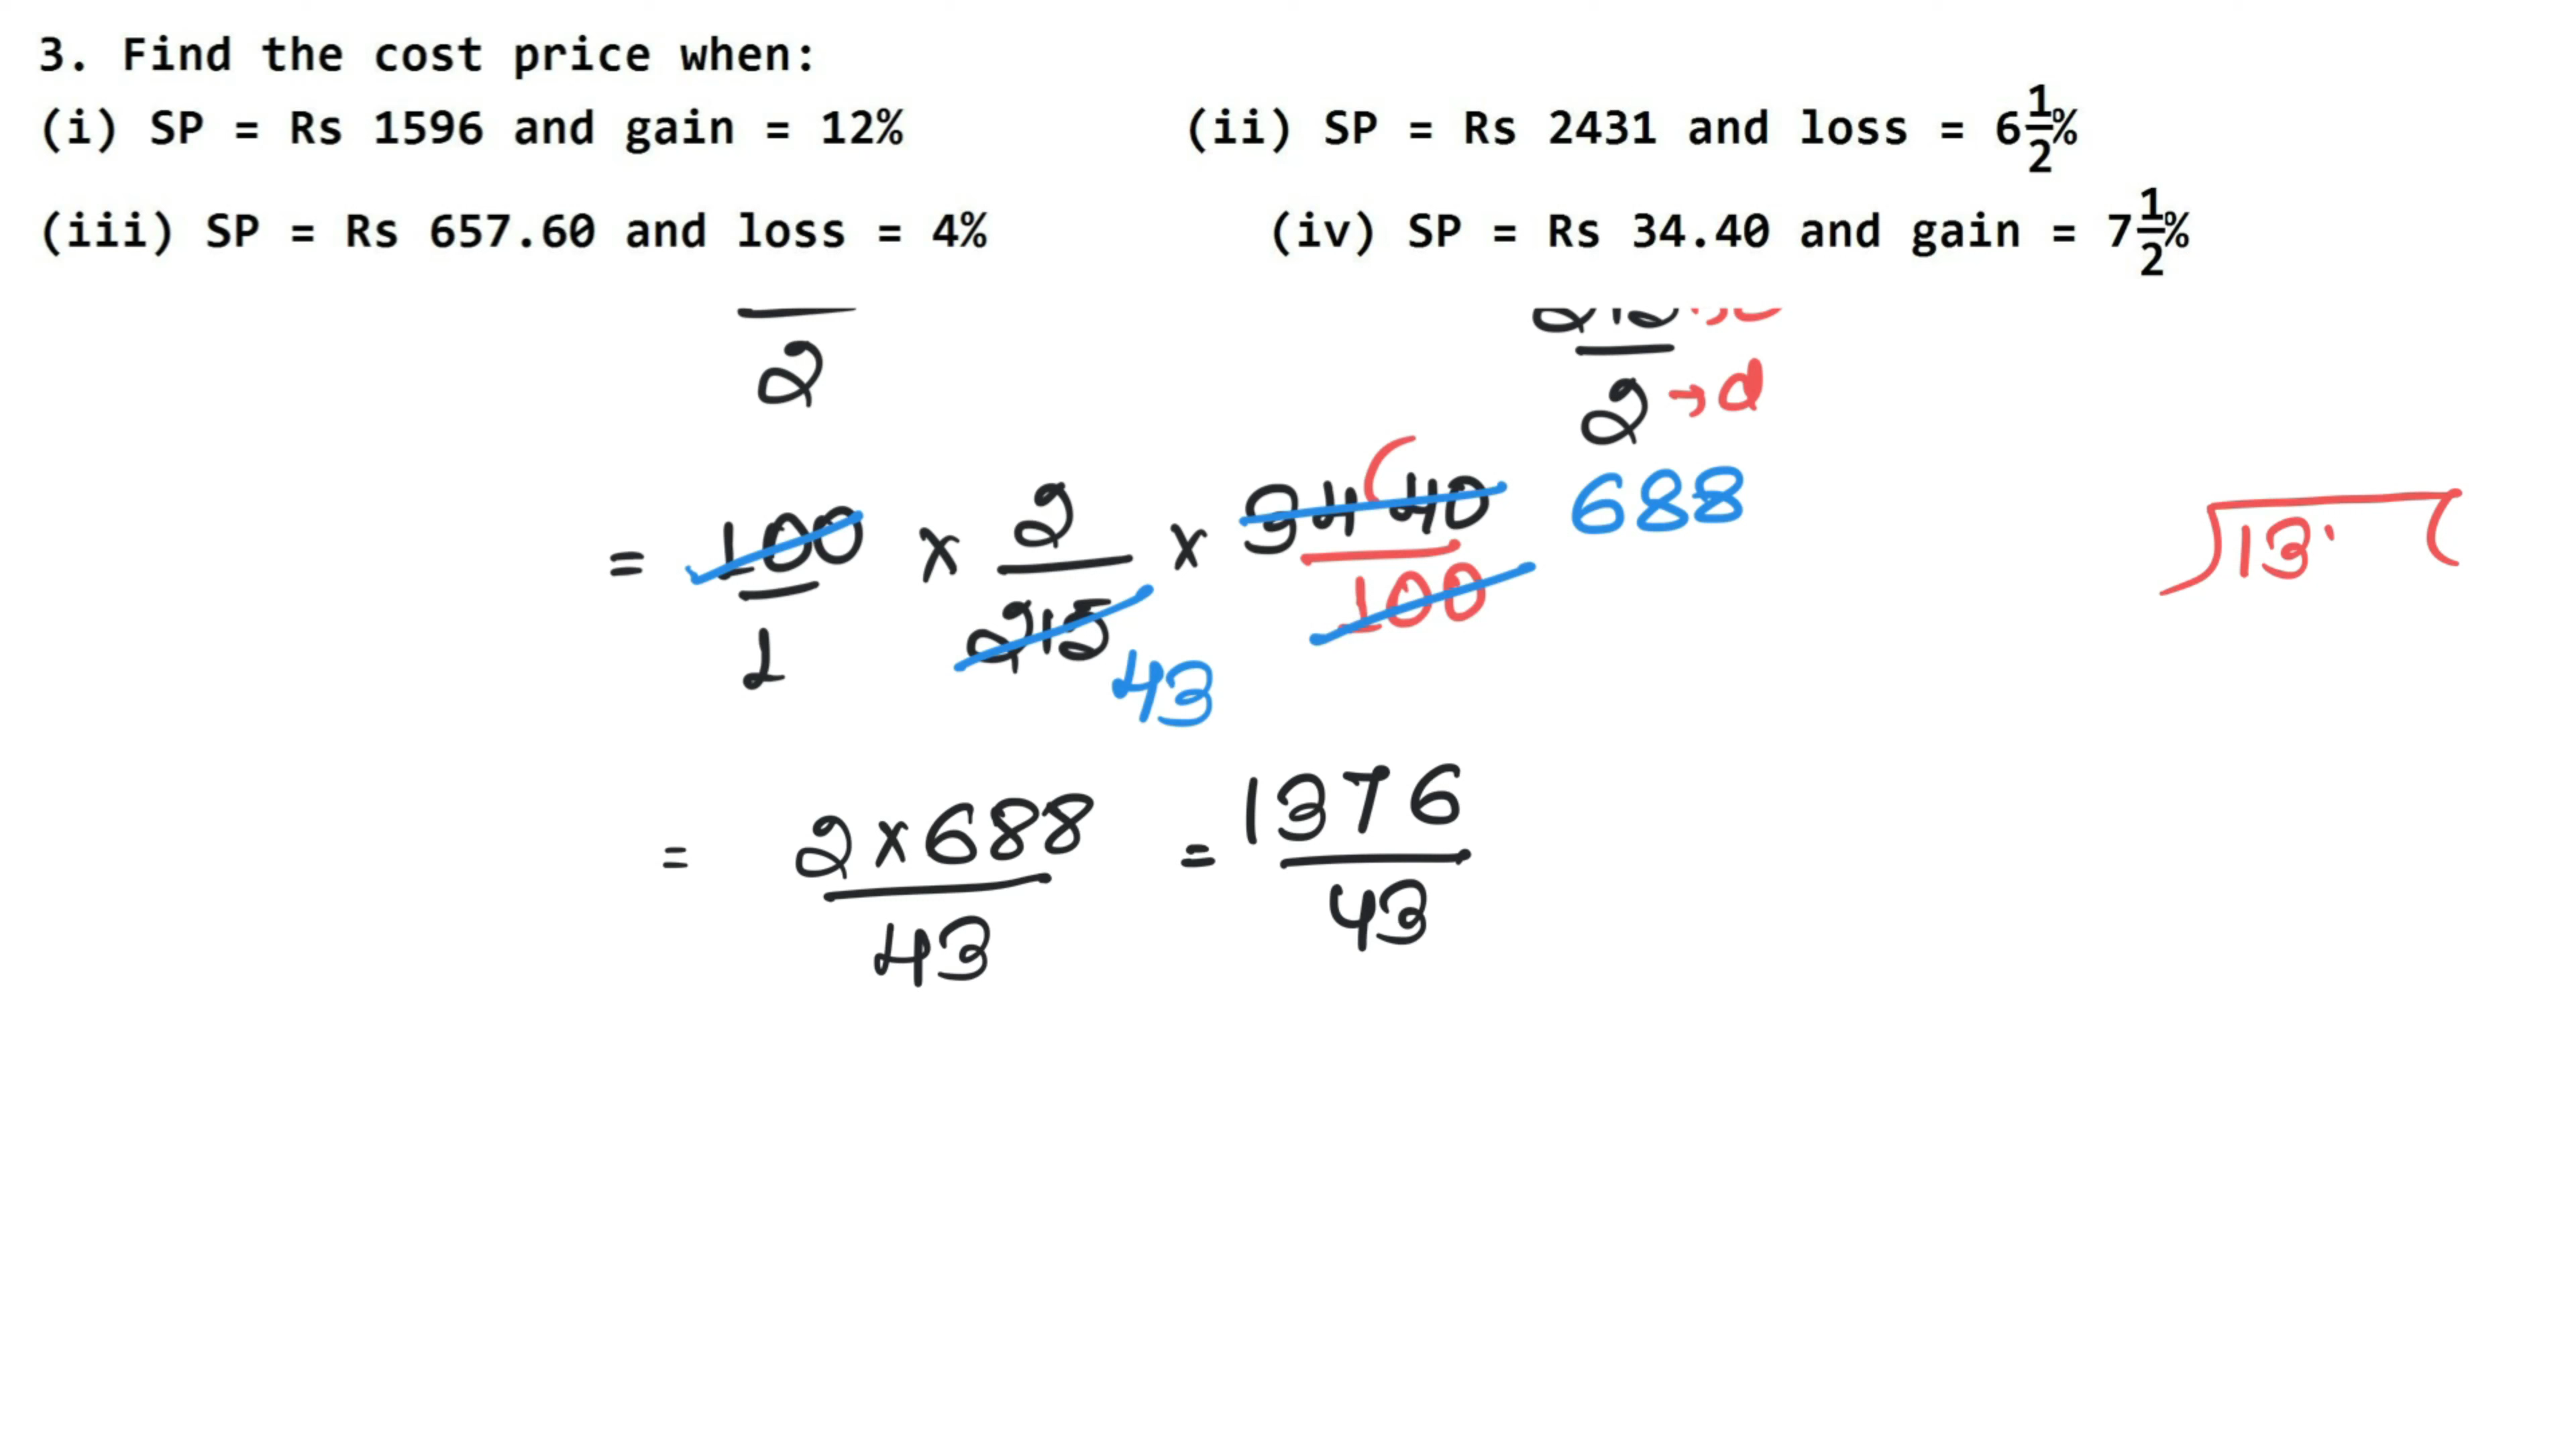 3. Find the cost price when:
(i) SP = Rs 1596 and gain = 12% (ii) SP = Rs 2431 and loss = 6 1/2%
(iii) SP = Rs 657.60 and loss = 4% (iv) SP = Rs 34.40 and gain = 7 1/2%
2
2 → d
= 100/1 × 2/215 × 34 40/100 688
43
13
= 2×688/43 = 1376/43